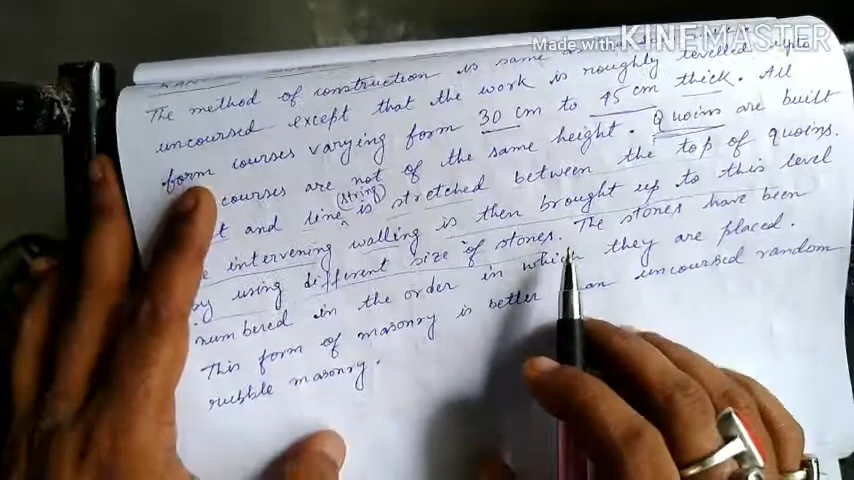 Made with KINEMASTER
The method of construction is same as
uncoursed except that the work is roughly levelled upto
form courses varying form 30 cm to 45 cm thick. All
courses are not of the same height. Quoins are built
and line (string) is stretched between the top of quoins.
intervening walling is then brought up to this level
by using different size of stones. The stones have been
numbered in the order in which they are placed.
This form of masonry is better an uncoursed random
rubble masonry.